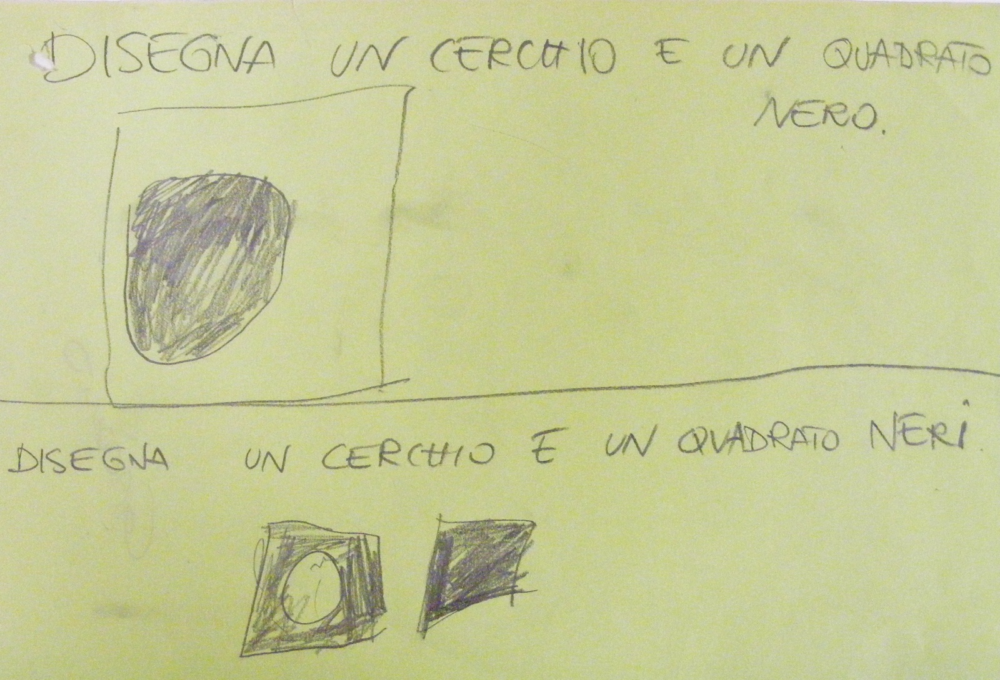 DISEGNA UN CERCHIO E UN QUADRATO
NERO.
DISEGNA UN CERCHIO E UN QUADRATO NERI.